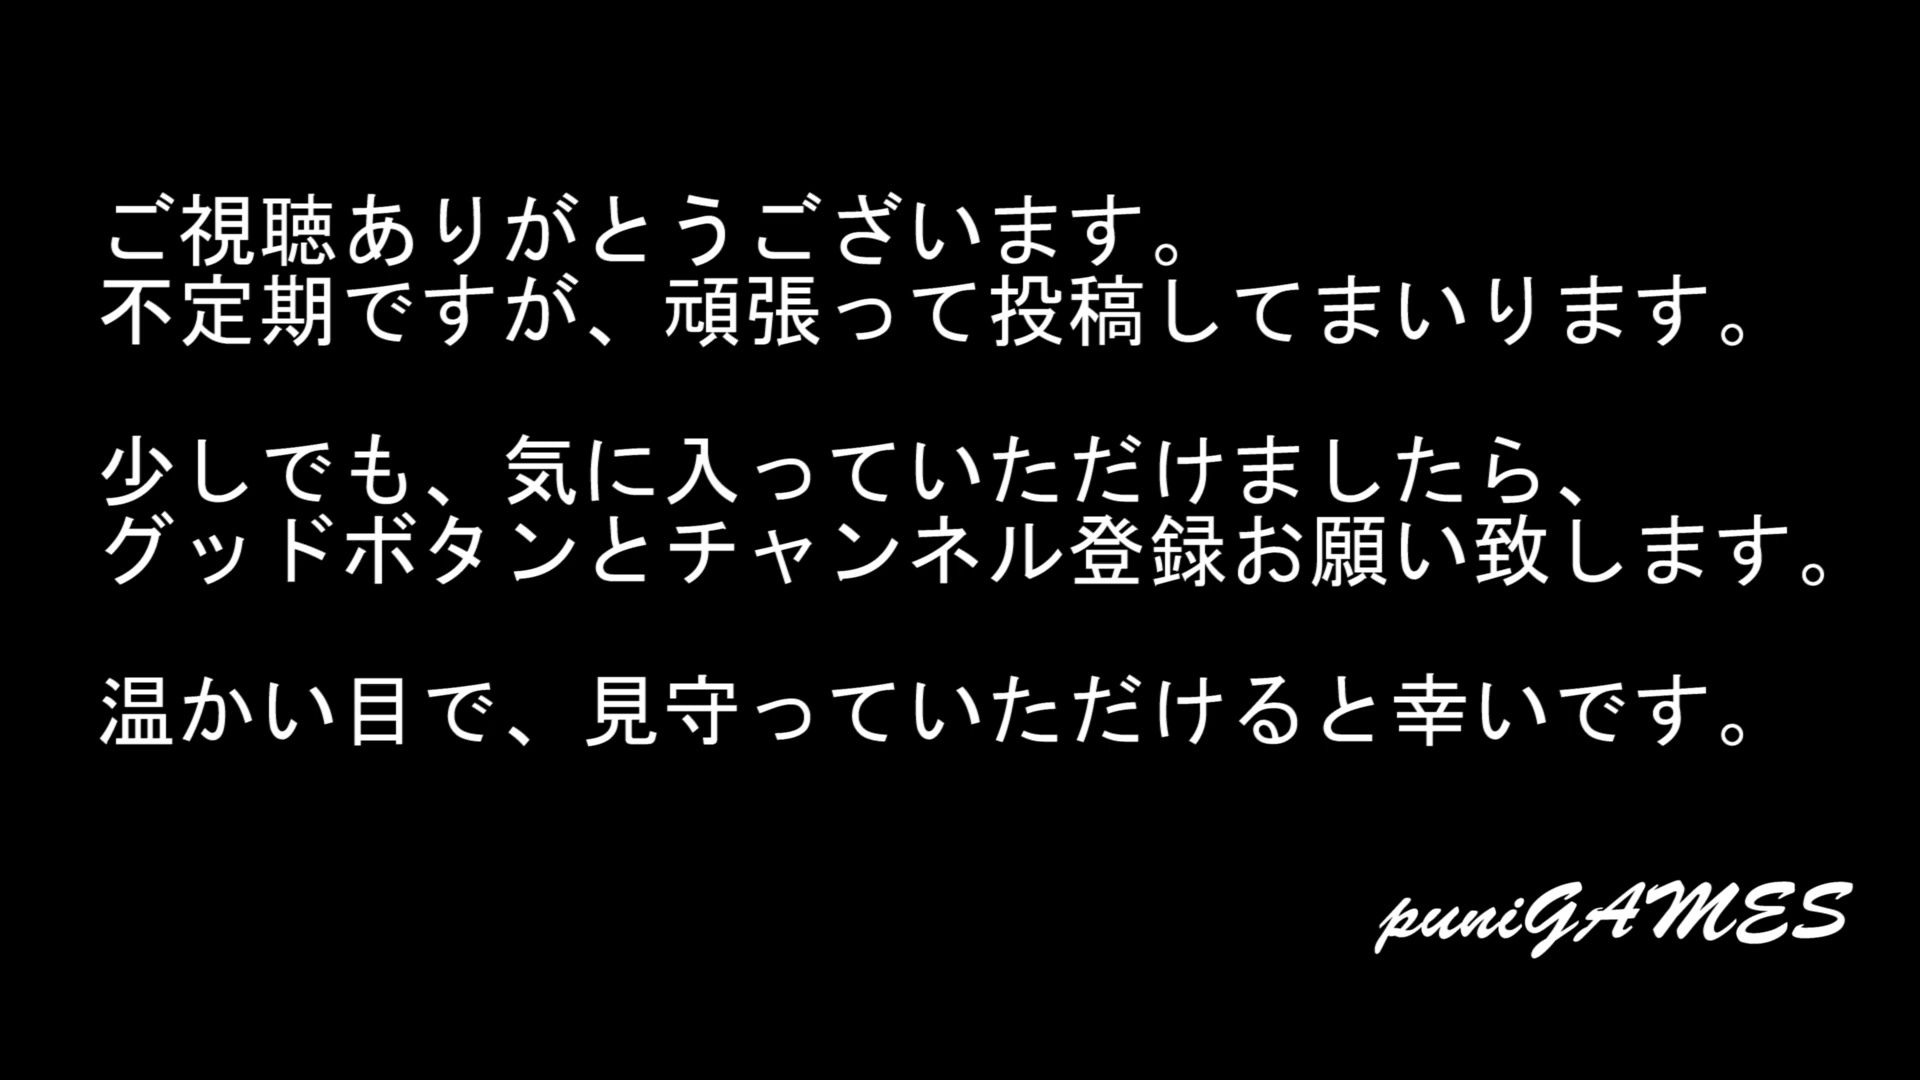 ご視聴ありがとうございます。
不定期ですが、頑張って投稿してまいります。
少しでも、気に入っていただけましたら、
グッドボタンとチャンネル登録お願い致します。
温かい目で、見守っていただけると幸いです。
puniGAMES